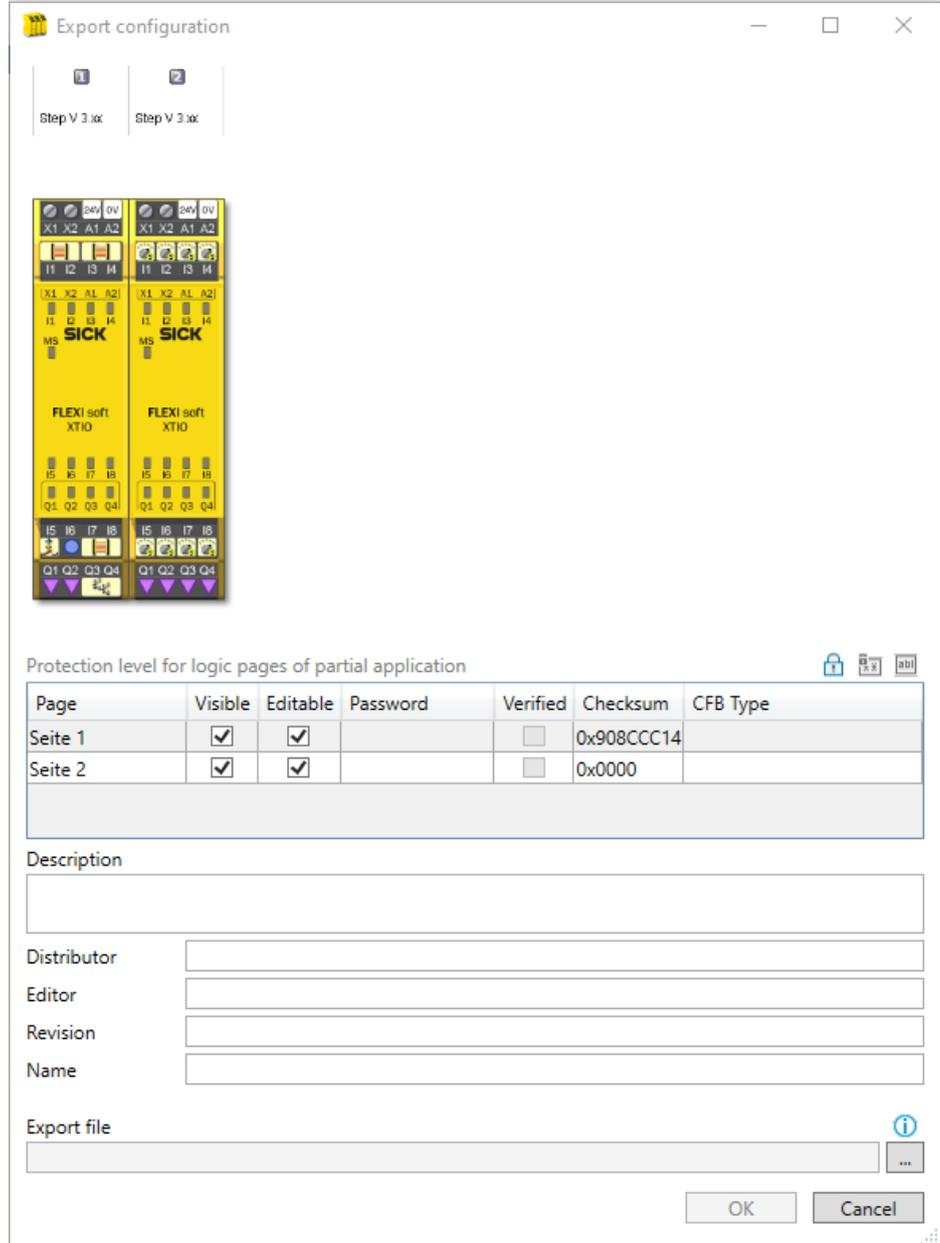 Export configuration
1 2
Step V 3.xx Step V 3.xx
24V 0V 24V 0V
X1 X2 A1 A2 X1 X2 A1 A2
I1 I2 I3 I4 I1 I2 I3 I4
X1 X2 A1 A2 X1 X2 A1 A2
I1 I2 I3 I4 I1 I2 I3 I4
MS SICK MS SICK
FLEXI soft FLEXI soft
XTIO XTIO
I5 I6 I7 I8 I5 I6 I7 I8
Q1 Q2 Q3 Q4 Q1 Q2 Q3 Q4
I5 I6 I7 I8 I5 I6 I7 I8
Q1 Q2 Q3 Q4 Q1 Q2 Q3 Q4
Protection level for logic pages of partial application
abl
Page Visible Editable Password Verified Checksum CFB Type
Seite 1 0x908CCC14
Seite 2 0x0000
Description
Distributor
Editor
Revision
Name
Export file
...
OK Cancel